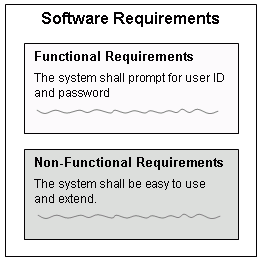 Software Requirements
Functional Requirements
The system shall prompt for user ID
and password
Non-Functional Requirements
The system shall be easy to use
and extend.